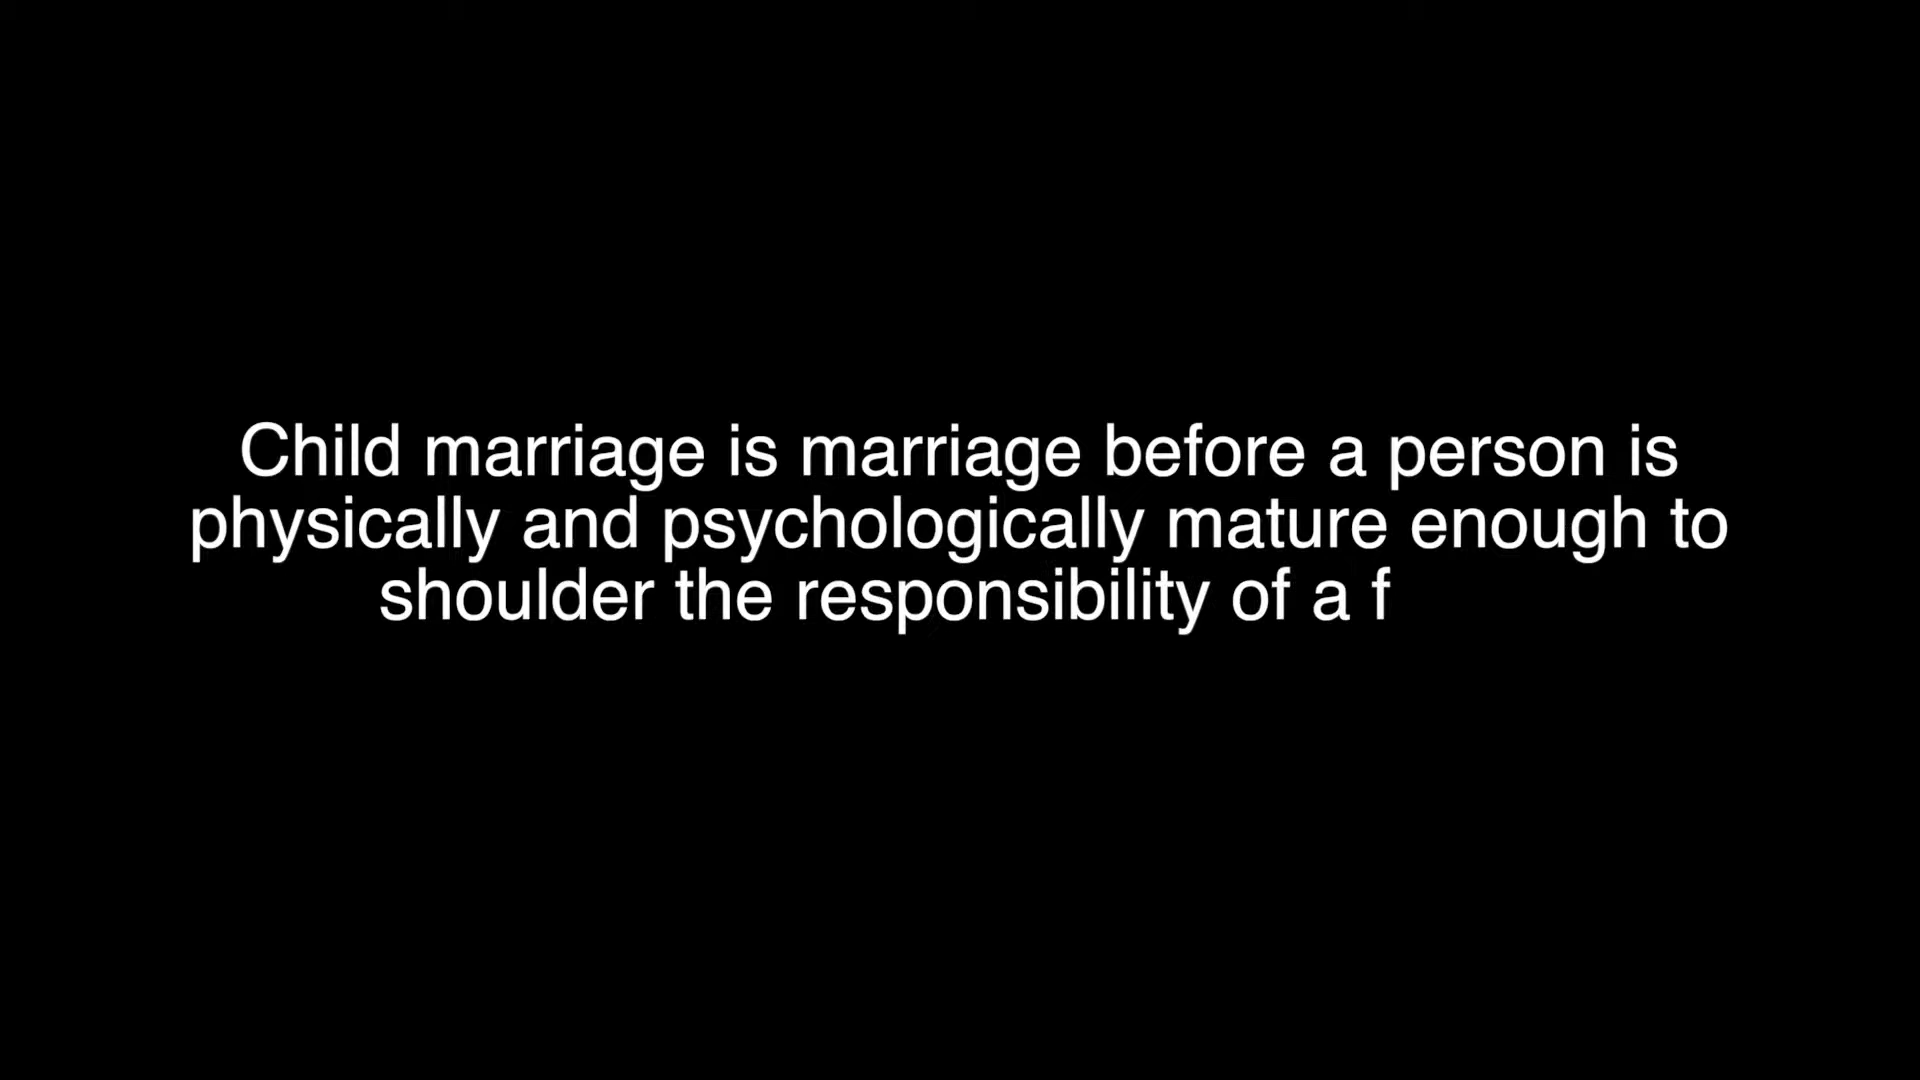 Child marriage is marriage before a person is
physically and psychologically mature enough to
shoulder the responsibility of a f